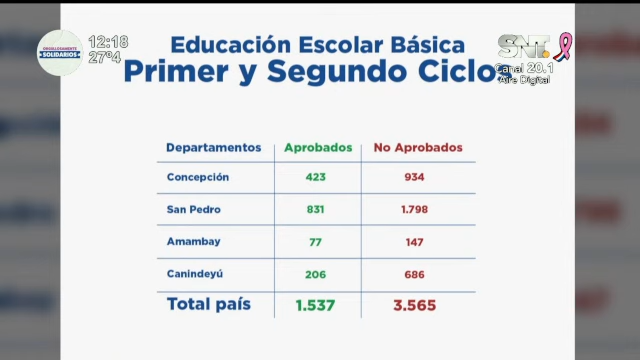 ORGULLOSAMENTE
SOLIDARIOS
12:18
27°4
Educación Escolar Básica
Primer y Segundo Ciclos
SNT
Canal 20.1
Aire Digital
Departamentos Aprobados No Aprobados
Concepción 423 934
San Pedro 831 1.798
Amambay 77 147
Canindeyú 206 686
Total país 1.537 3.565